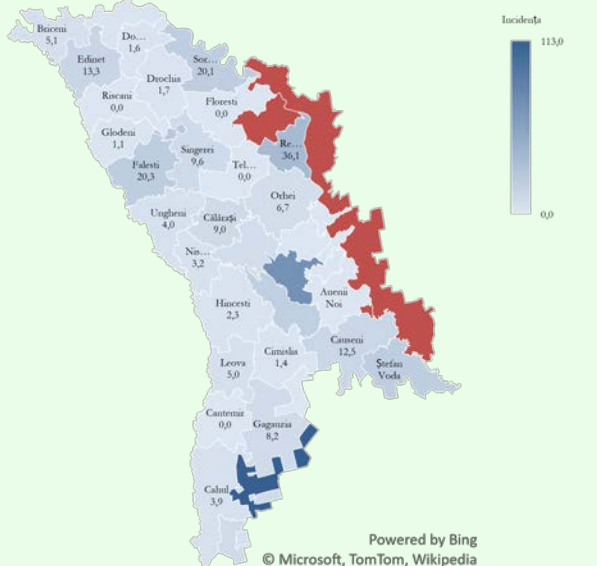 Incidența
113,0
0,0
Briceni
5,1
Do...
1,6
Edinet
13,3
Sor...
20,1
Drochia
1,7
Riscani
0,0
Floresti
0,0
Glodeni
1,1
Re...
36,1
Singerei
9,6
Falesti
20,3
Tel...
0,0
Orhei
6,7
Ungheni
4,0
Călărași
9,0
Nis...
3,2
Anenii
Noi
Hincesti
2,3
Causeni
12,5
Cimislia
1,4
Leova
5,0
Ștefan
Voda
Cantemir
0,0
Gagauzia
8,2
Cahul
3,9
Powered by Bing
© Microsoft, TomTom, Wikipedia